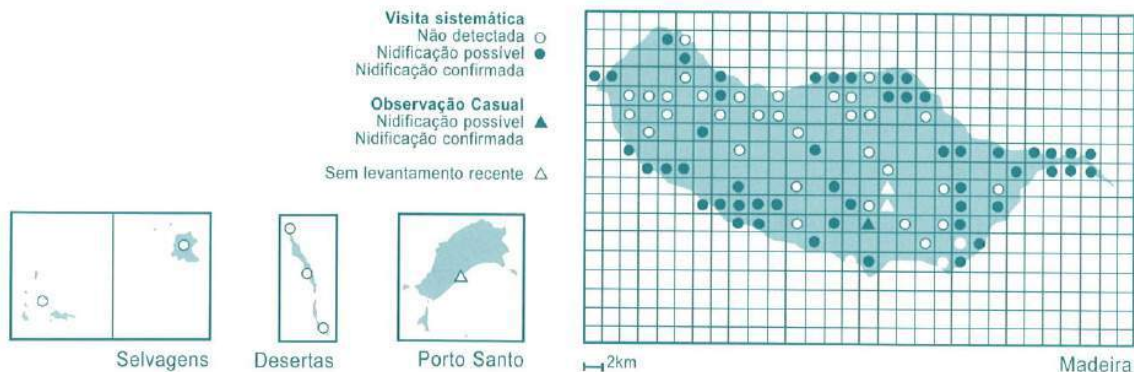 Visita sistemática
Não detectada
Nidificação possível
Nidificação confirmada
Observação Casual
Nidificação possível
Nidificação confirmada
Sem levantamento recente
Selvagens
Desertas
Porto Santo
2km
Madeira